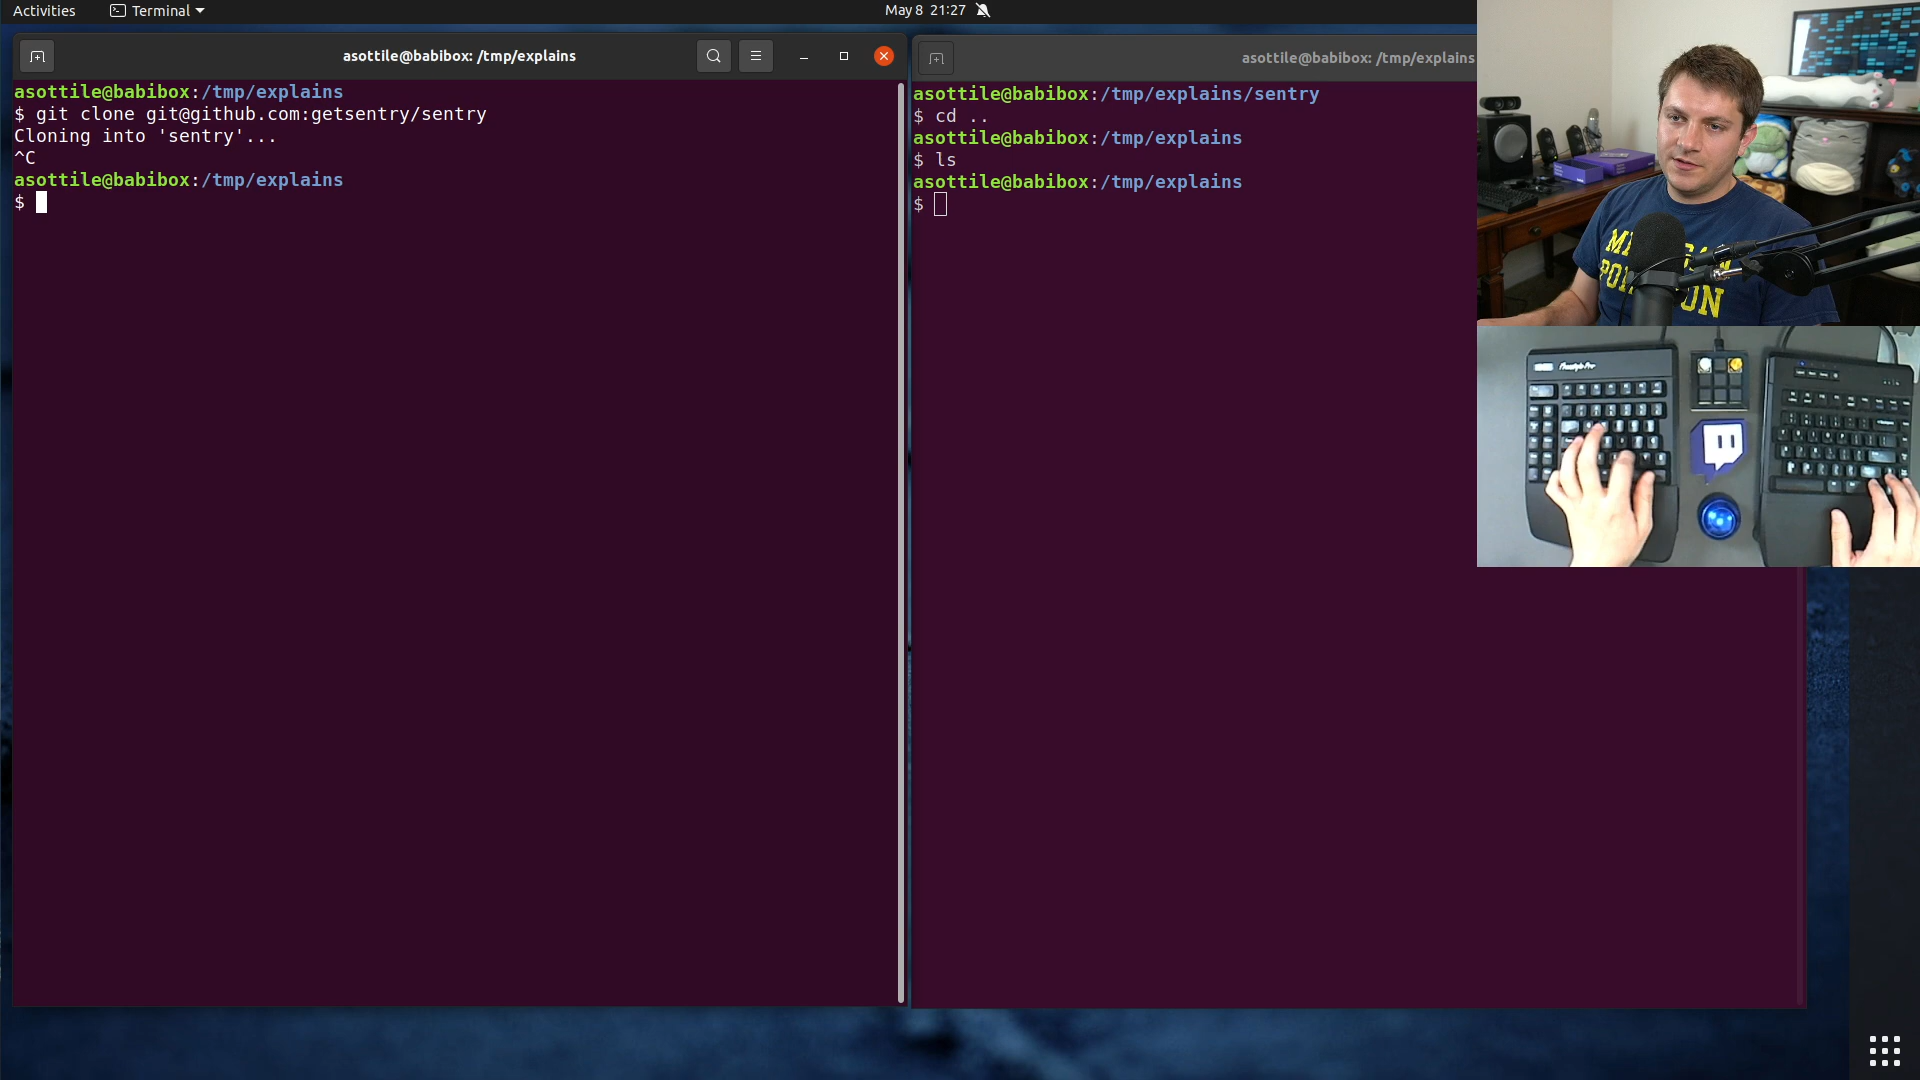 Activities
Terminal
May 8 21:27
asottile@babibox: /tmp/explains
asottile@babibox:/tmp/explains
$ git clone git@github.com:getsentry/sentry
Cloning into 'sentry'...
^C
asottile@babibox:/tmp/explains
$
asottile@babibox: /tmp/explains
asottile@babibox:/tmp/explains/sentry
$ cd ..
asottile@babibox:/tmp/explains
$ ls
asottile@babibox:/tmp/explains
$